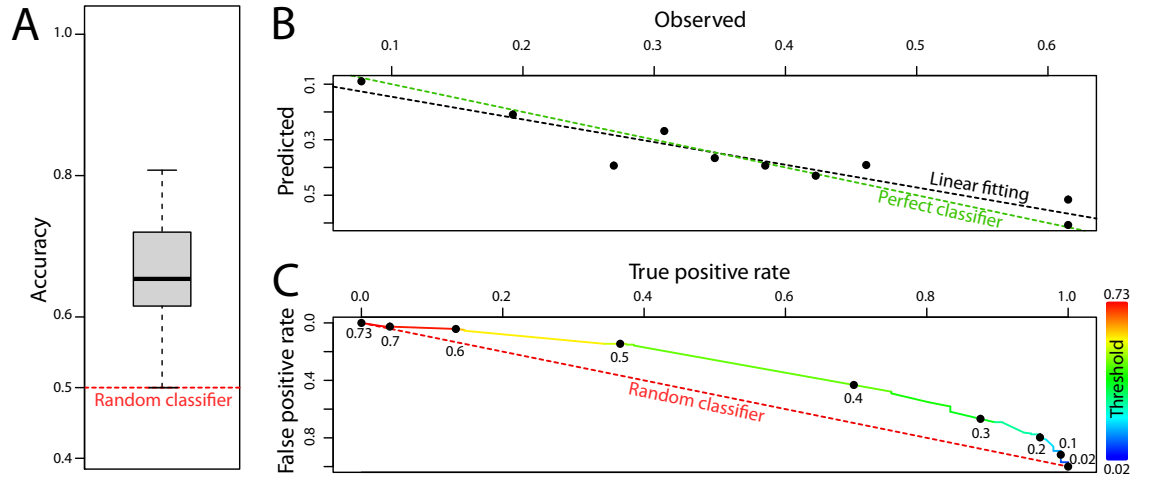 A
Accuracy
1.0
0.8
0.6
0.5
0.4
Random classifier
B
Observed
0.1 0.2 0.3 0.4 0.5 0.6
Predicted
0.1
0.3
0.5
Linear fitting
Perfect classifier
C
True positive rate
0.0 0.2 0.4 0.6 0.8 1.0
False positive rate
0.0
0.4
0.8
0.73
0.7
0.6
0.5
0.4
0.3
0.2
0.1
0.02
Random classifier
0.73
Threshold
0.02